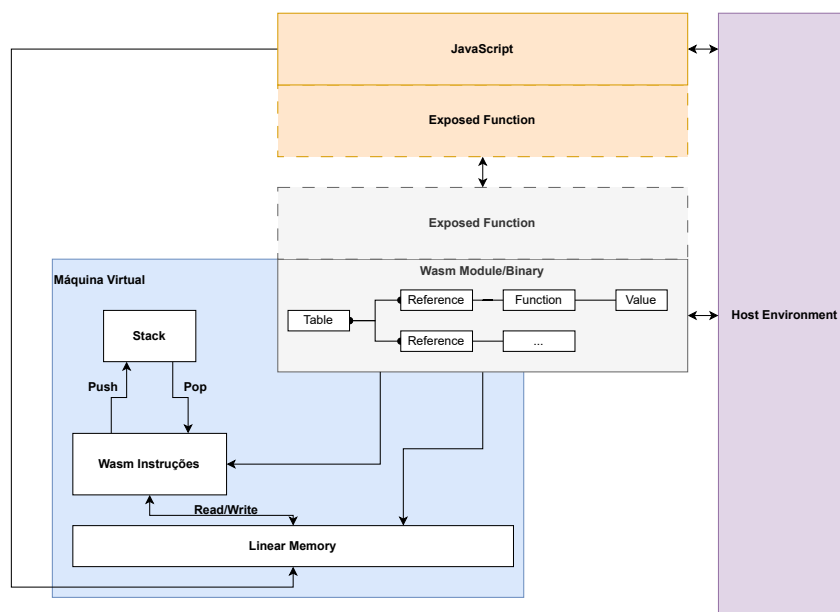 JavaScript
Exposed Function
Exposed Function
Wasm Module/Binary
Máquina Virtual
Reference
Function
Value
Table
Reference
...
Host Environment
Stack
Push
Pop
Wasm Instruções
Read/Write
Linear Memory